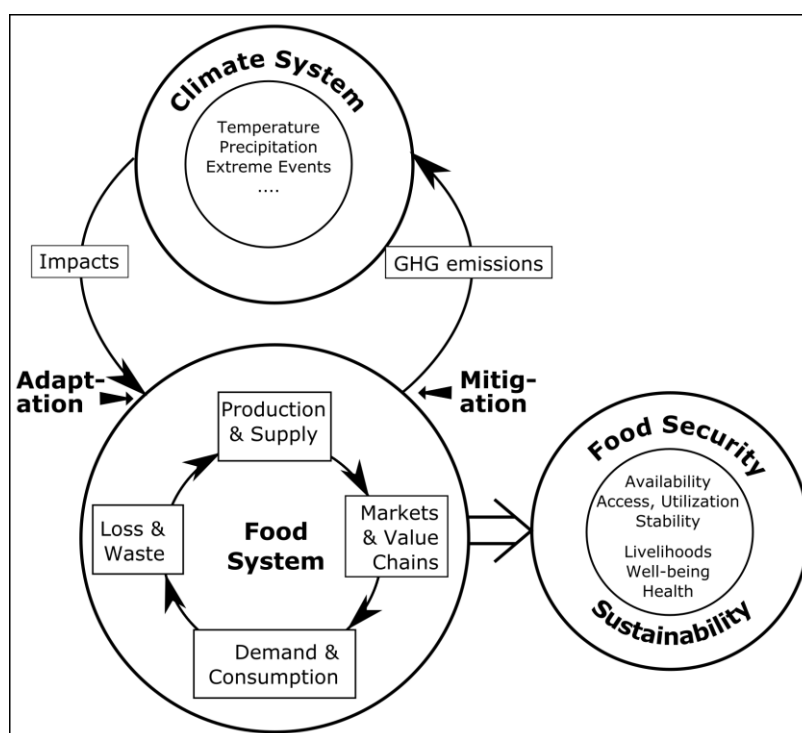 Climate System
Temperature
Precipitation
Extreme Events
....
Impacts
GHG emissions
Adapt-
ation
Mitig-
ation
Production
& Supply
Markets
& Value
Chains
Demand &
Consumption
Loss &
Waste
Food
System
Food Security
Availability
Access, Utilization
Stability
Livelihoods
Well-being
Health
Sustainability